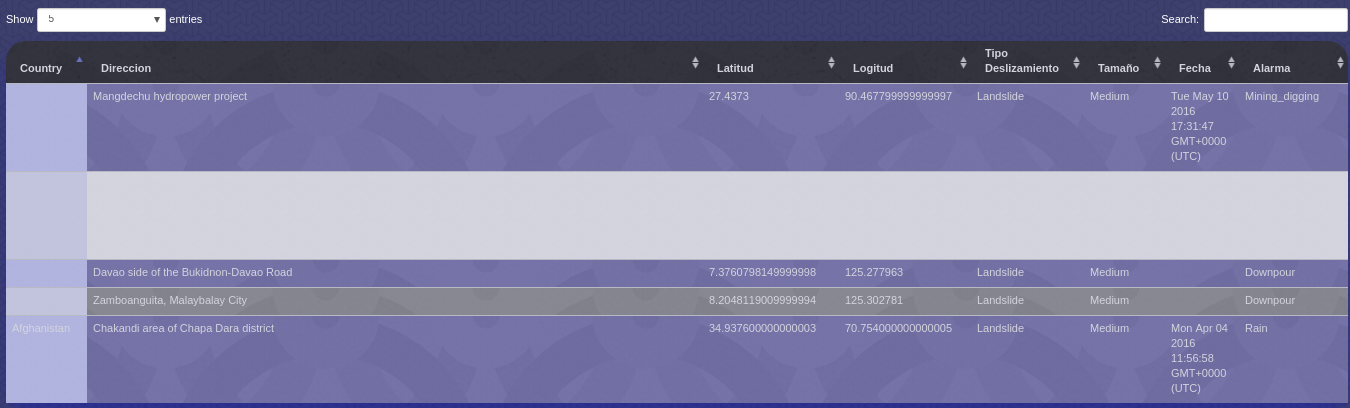 Show 5 entries Search:
Country Direccion Latitud Logitud Tipo Deslizamiento Tamaño Fecha Alarma
Mangdechu hydropower project 27.4373 90.467799999999997 Landslide Medium Tue May 10 2016 17:31:47 GMT+0000 (UTC) Mining_digging
Davao side of the Bukidnon-Davao Road 7.3760798149999998 125.277963 Landslide Medium Downpour
Zamboanguita, Malaybalay City 8.2048119009999994 125.302781 Landslide Medium Downpour
Afghanistan Chakandi area of Chapa Dara district 34.937600000000003 70.754000000000005 Landslide Medium Mon Apr 04 2016 11:56:58 GMT+0000 (UTC) Rain